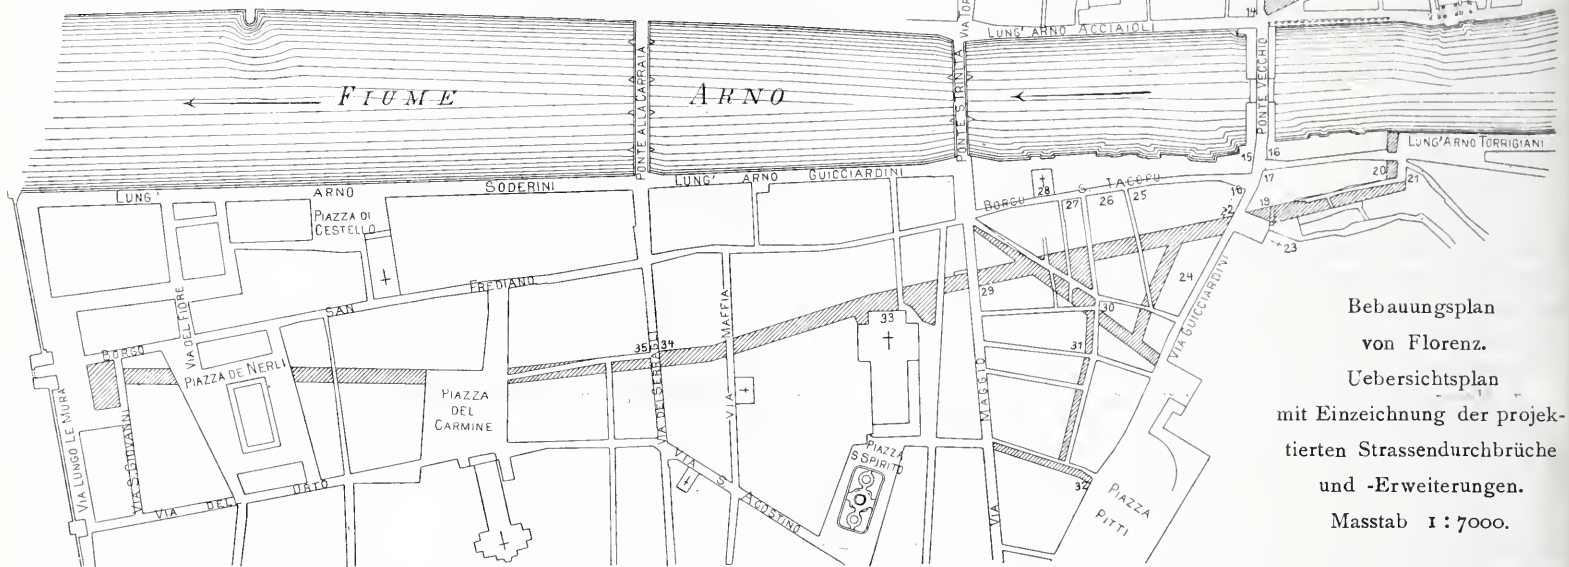 14
VIA DR
LUNG' ARNO ACCIAIOLI
FIUME ARNO
PONTE ALLA CARRAIA
PONTE S. TRINITA
PONTE VECCHIO
LUNG' ARNO TORRIGIANI
15 16
17
18
19
20
21
22
23
24
LUNG' ARNO SODERINI
LUNG' ARNO GUICCIARDINI
BORGO S. IACOPO
28
27
26
25
PIAZZA DI
CESTELLO
BORGO SAN FREDIANO
VIA DEL FIORE
PIAZZA DE NERLI
VIA LUNGO LE MURA
VIA S. GIOVANNI
VIA DELL' ORTO
PIAZZA
DEL
CARMINE
35 34
VIA DE SERRAGLI
VIA MAFFIA
VIA S. AGOSTINO
33
PIAZZA
S SPIRITO
VIA MAGGIO
29
30
31
32
VIA GUICCIARDINI
PIAZZA
PITTI
Bebauungsplan
von Florenz.
Uebersichtsplan
mit Einzeichnung der projek-
tierten Strassendurchbrüche
und -Erweiterungen.
Masstab 1 : 7000.